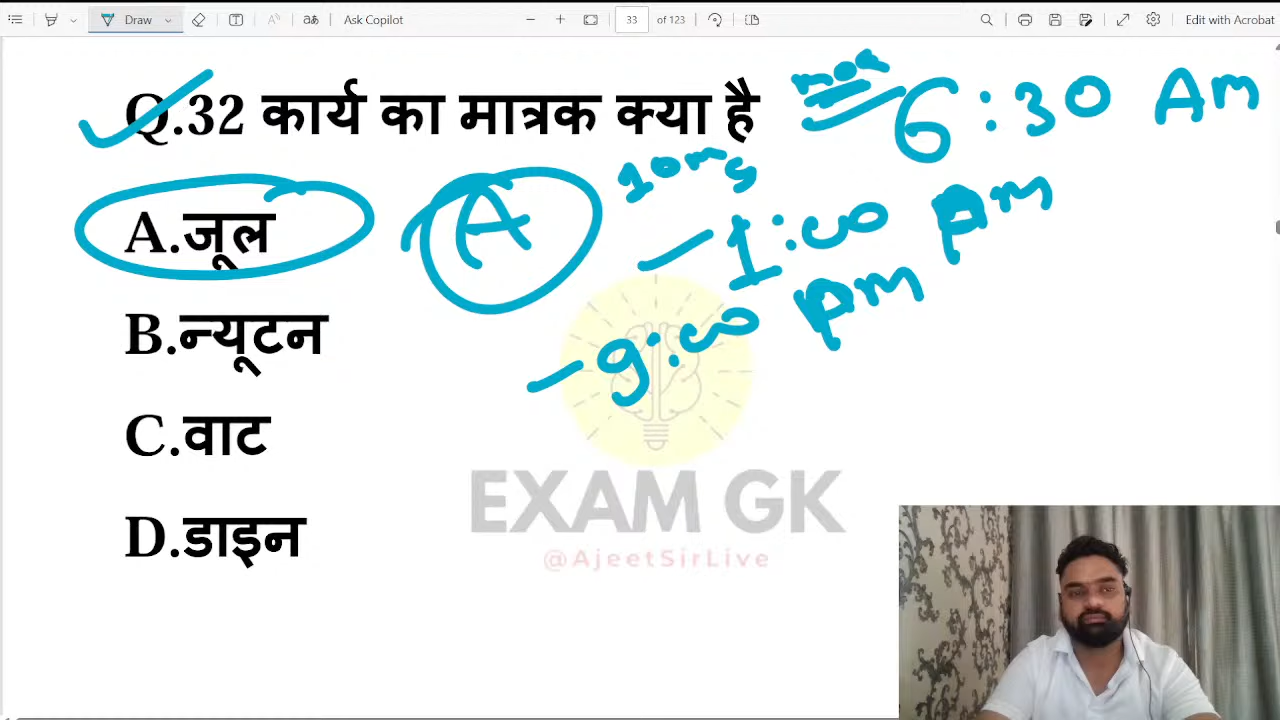 Draw
Ask Copilot
33 of 123
Edit with Acrobat
Q.32 कार्य का मात्रक क्या है
6:30 Am
A.जूल
A
- 1:00 pm
B.न्यूटन
- 9:00 pm
C.वाट
EXAM GK
D.डाइन
@AjeetSirLive